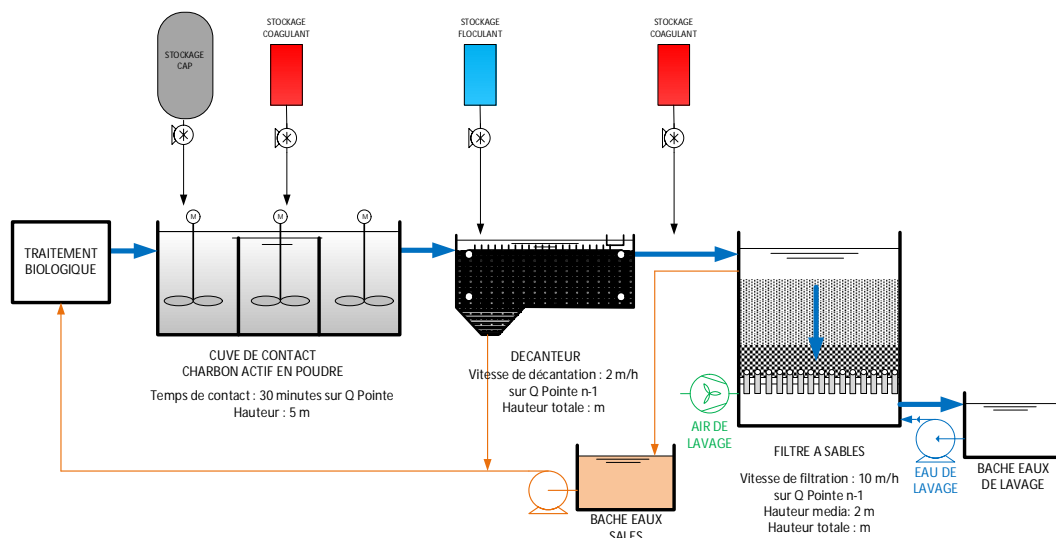 STOCKAGE
CAP
STOCKAGE
COAGULANT
STOCKAGE
FLOCULANT
STOCKAGE
COAGULANT
M
M
M
TRAITEMENT
BIOLOGIQUE
CUVE DE CONTACT
CHARBON ACTIF EN POUDRE
Temps de contact : 30 minutes sur Q Pointe
Hauteur : 5 m
DECANTEUR
Vitesse de décantation : 2 m/h
sur Q Pointe n-1
Hauteur totale : m
AIR DE
LAVAGE
FILTRE A SABLES
Vitesse de filtration : 10 m/h
sur Q Pointe n-1
Hauteur media: 2 m
Hauteur totale : m
EAU DE
LAVAGE
BACHE EAUX
DE LAVAGE
BACHE EAUX
SALES